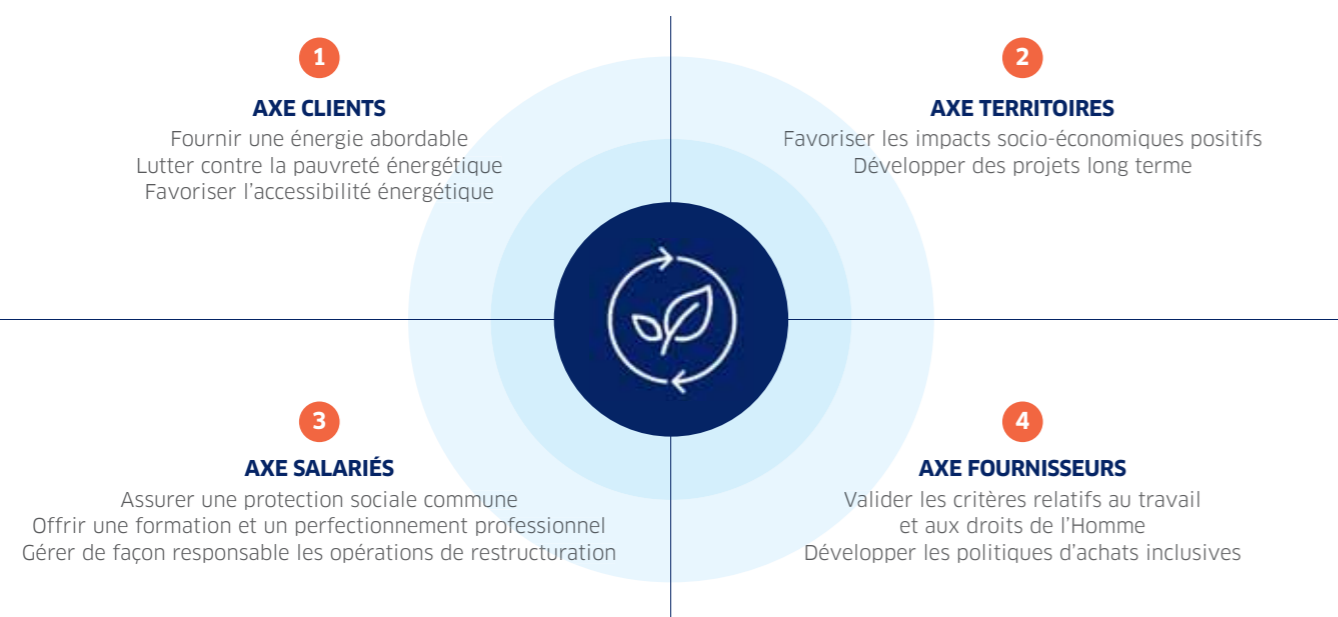 1
AXE CLIENTS
Fournir une énergie abordable
Lutter contre la pauvreté énergétique
Favoriser l'accessibilité énergétique
2
AXE TERRITOIRES
Favoriser les impacts socio-économiques positifs
Développer des projets long terme
3
AXE SALARIÉS
Assurer une protection sociale commune
Offrir une formation et un perfectionnement professionnel
Gérer de façon responsable les opérations de restructuration
4
AXE FOURNISSEURS
Valider les critères relatifs au travail
et aux droits de l'Homme
Développer les politiques d'achats inclusives